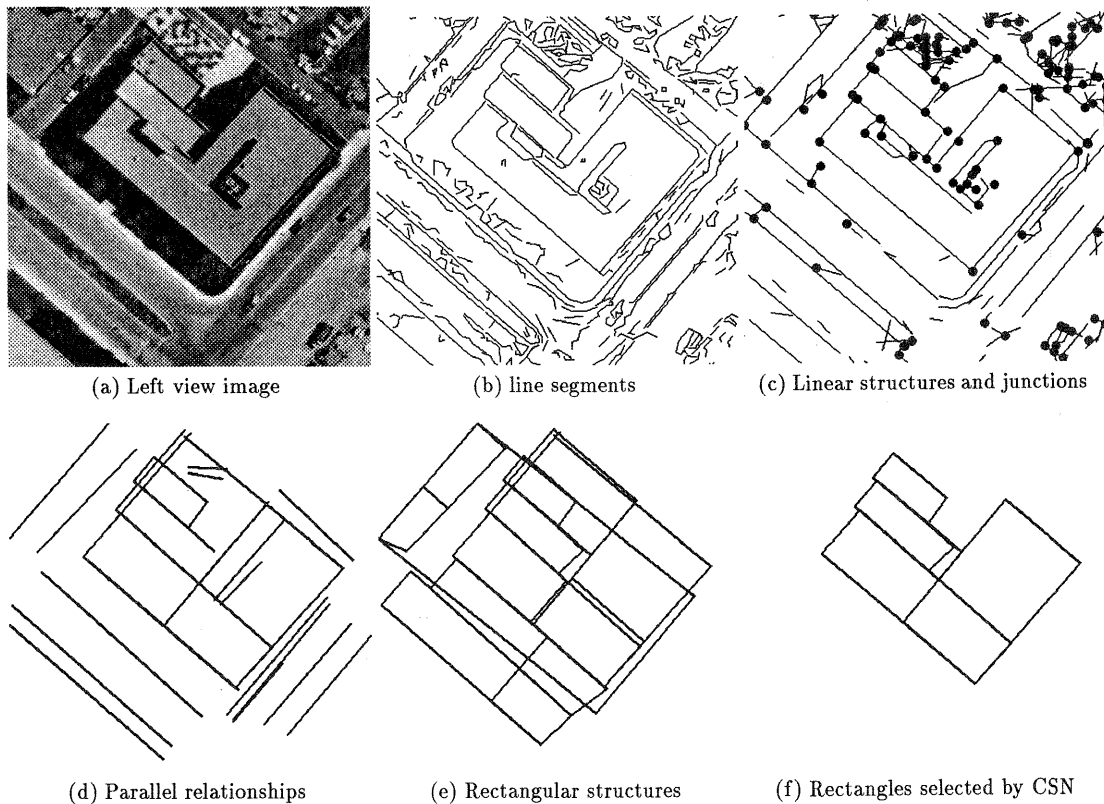 (a) Left view image
(b) line segments
(c) Linear structures and junctions
(d) Parallel relationships
(e) Rectangular structures
(f) Rectangles selected by CSN